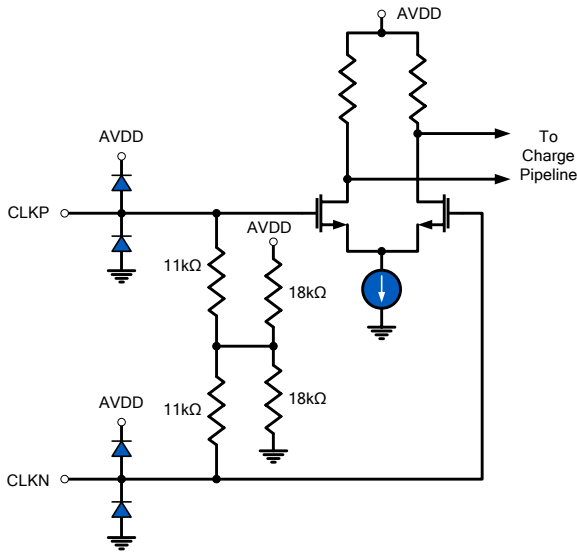 AVDD
To
Charge
Pipeline
AVDD
CLKP
AVDD
11kΩ
18kΩ
11kΩ
18kΩ
AVDD
CLKN